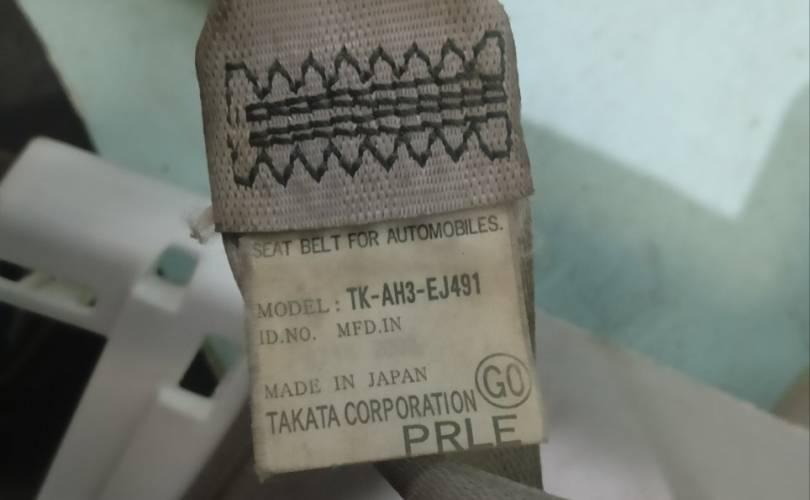 SEAT BELT FOR AUTOMOBILES.
MODEL : TK-AH3-EJ491
ID.NO. MFD.IN
MADE IN JAPAN
GO
TAKATA CORPORATION
PRLE